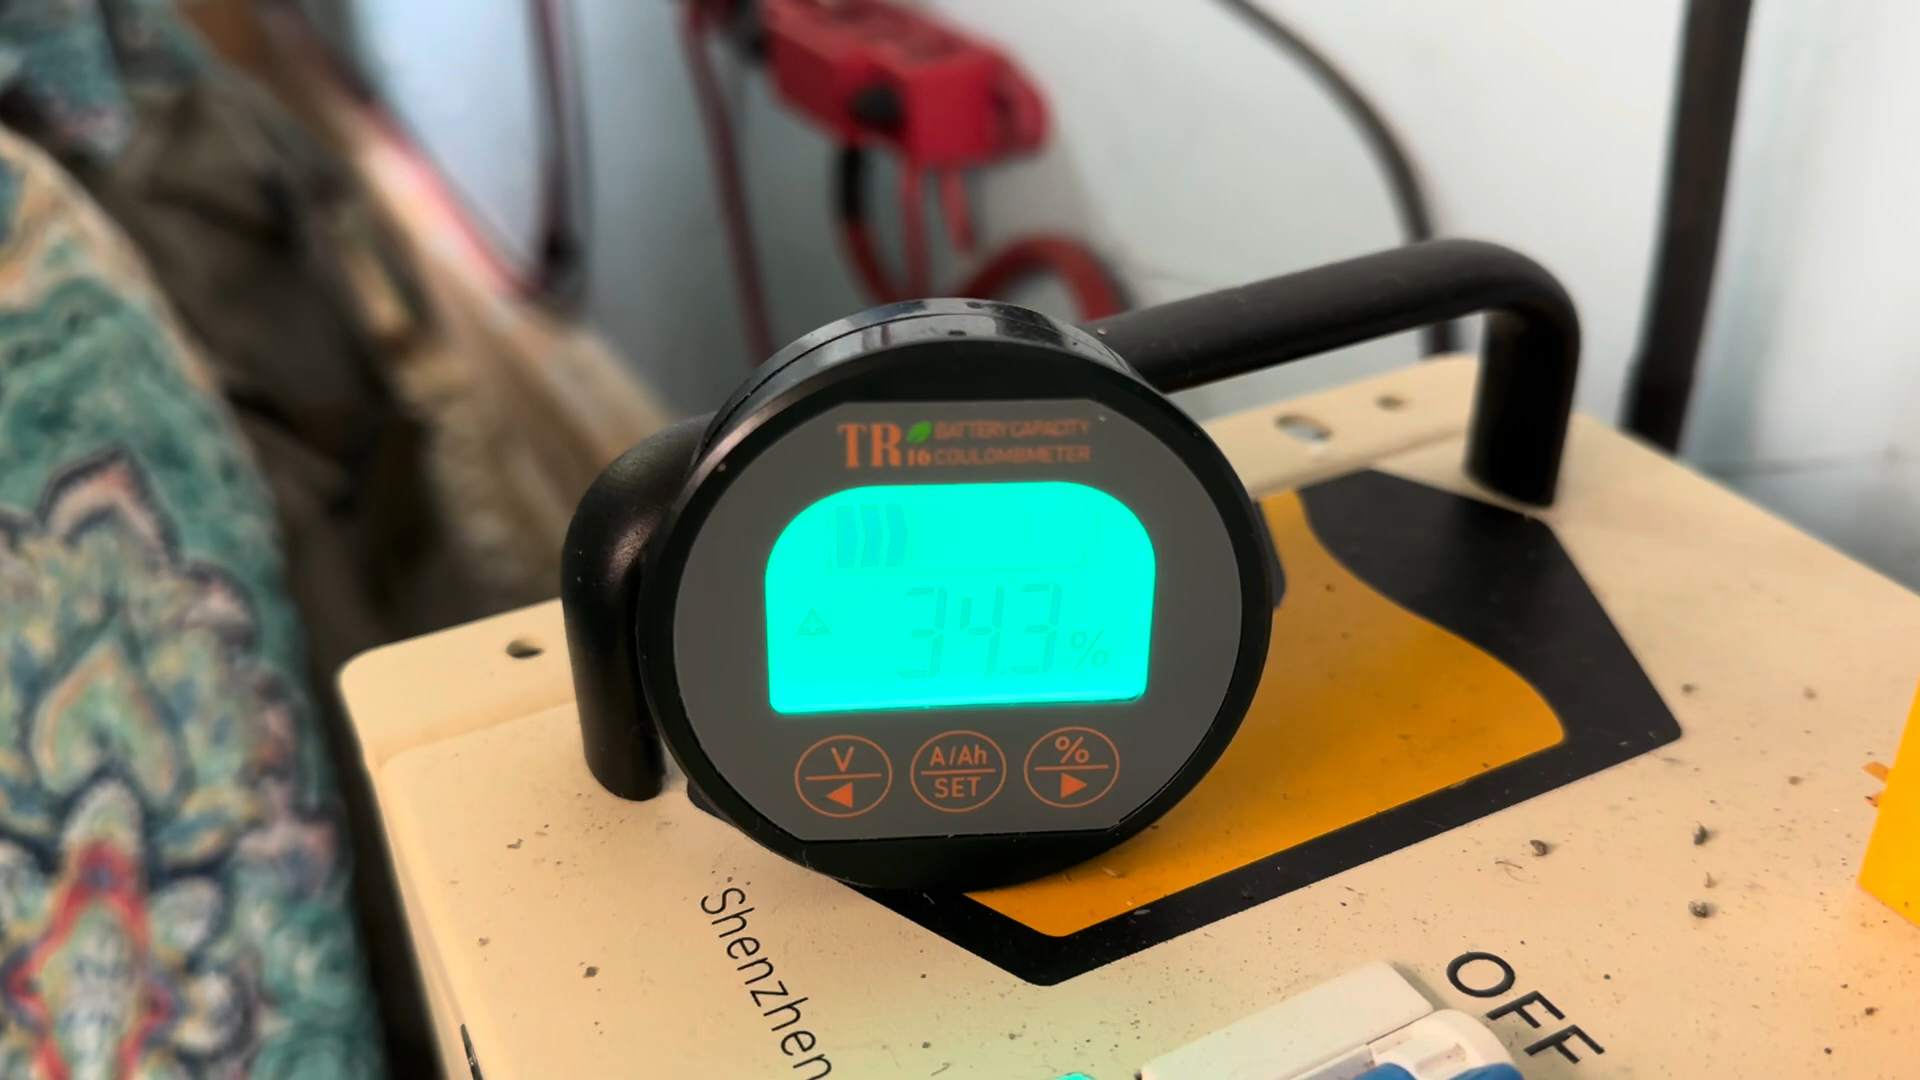 TR16 BATTERY CAPACITY
COULOMBMETER
34.3%
V
A/Ah
SET
%
Shenzhen
OFF